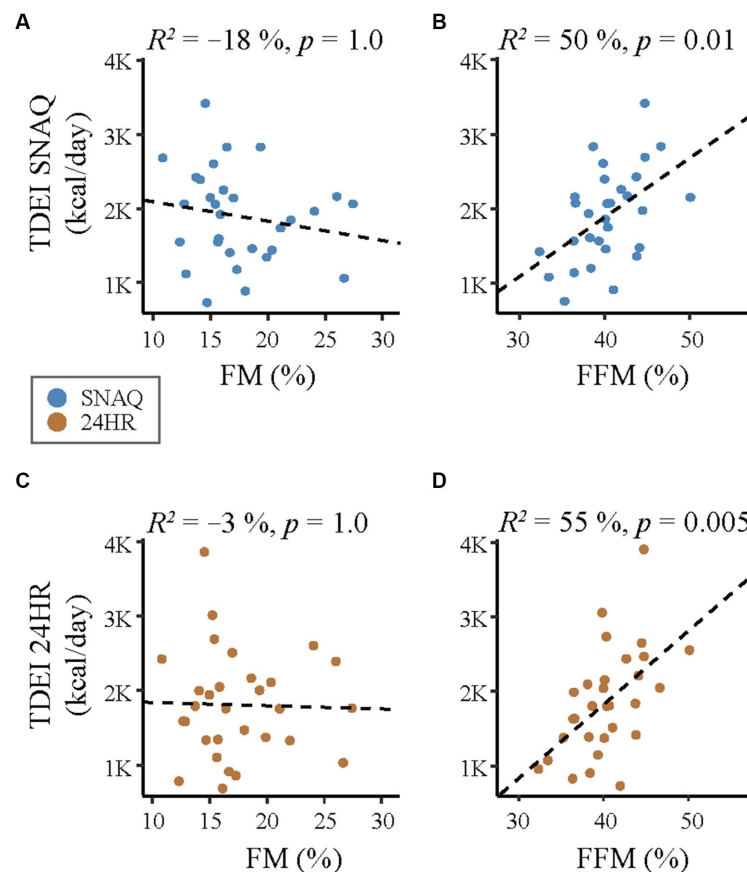 A
R² = –18 %, p = 1.0
TDEI SNAQ
(kcal/day)
4K
3K
2K
1K
10 15 20 25 30
FM (%)
B
R² = 50 %, p = 0.01
4K
3K
2K
1K
30 40 50
FFM (%)
SNAQ
24HR
C
R² = –3 %, p = 1.0
TDEI 24HR
(kcal/day)
4K
3K
2K
1K
10 15 20 25 30
FM (%)
D
R² = 55 %, p = 0.005
4K
3K
2K
1K
30 40 50
FFM (%)